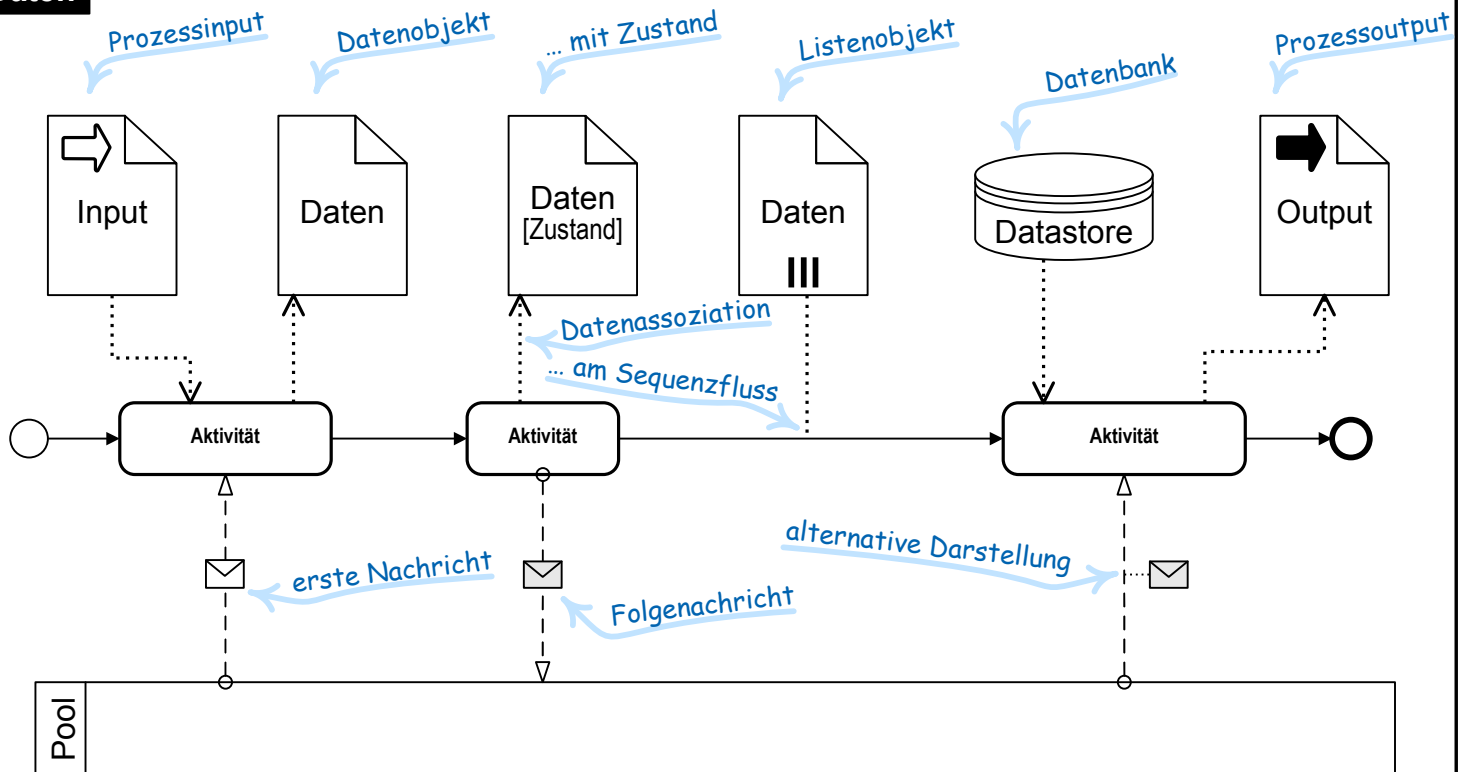 Prozessinput
Datenobjekt
... mit Zustand
Listenobjekt
Datenbank
Prozessoutput
Input
Daten
Daten
[Zustand]
Daten
Datastore
Output
Datenassoziation
... am Sequenzfluss
Aktivität
Aktivität
Aktivität
erste Nachricht
Folgenachricht
alternative Darstellung
Pool